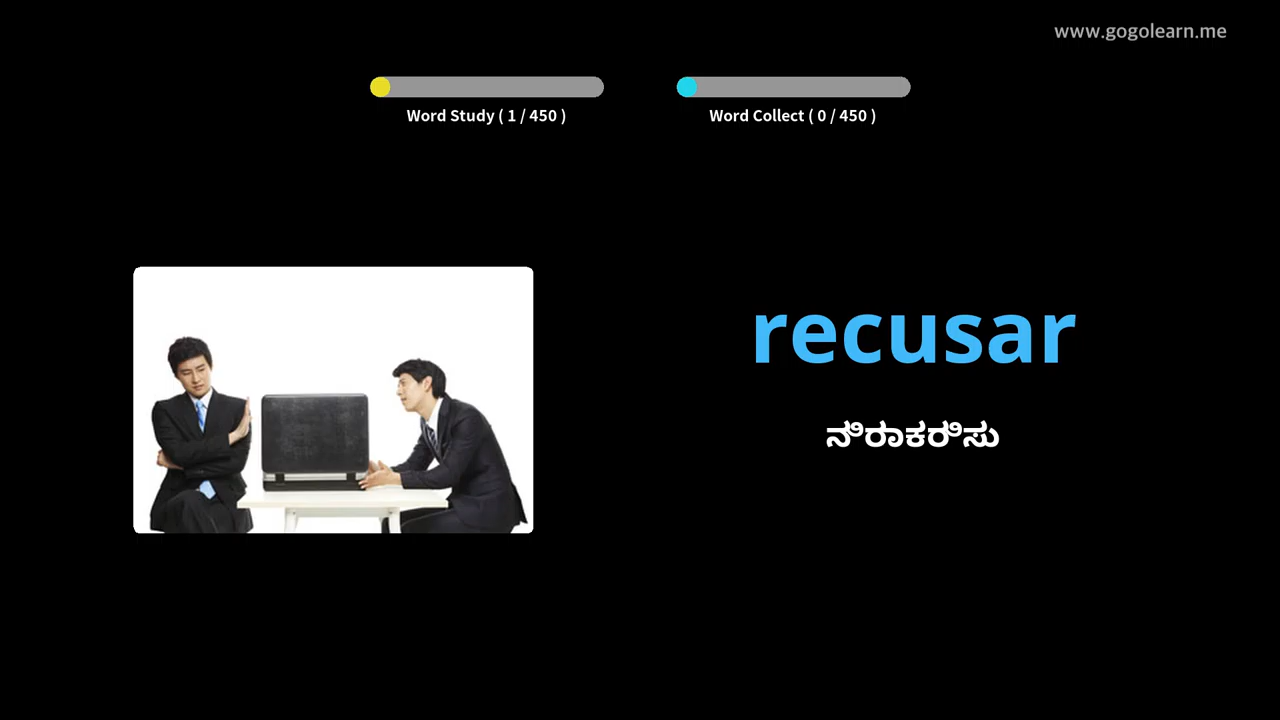 www.gogolearn.me
Word Study ( 1 / 450 )
Word Collect ( 0 / 450 )
recusar
ನಿರಾಕರಿಸು